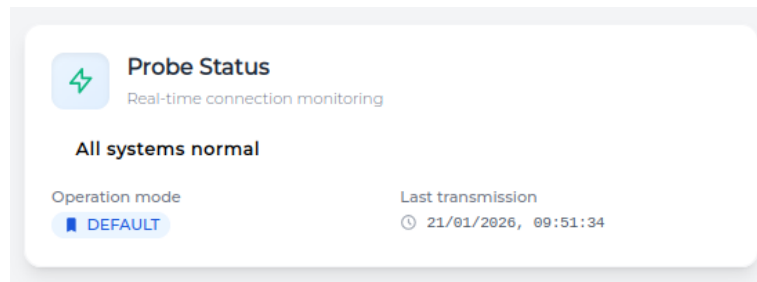 Probe Status
Real-time connection monitoring
All systems normal
Operation mode
DEFAULT
Last transmission
21/01/2026, 09:51:34